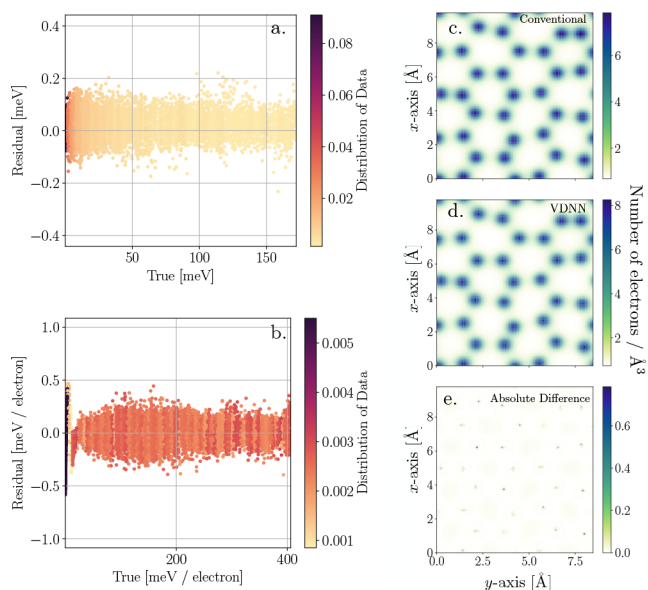 a.
0.4
0.2
0.0
−0.2
−0.4
Residual [meV]
50
100
150
True [meV]
0.08
0.06
0.04
0.02
Distribution of Data
b.
1.0
0.5
0.0
−0.5
−1.0
Residual [meV / electron]
200
400
True [meV / electron]
0.005
0.004
0.003
0.002
0.001
Distribution of Data
c.
Conventional
8
6
4
2
0
x-axis [Å]
6
4
2
d.
VDNN
8
6
4
2
0
x-axis [Å]
8
6
4
2
Number of electrons / Å³
e.
Absolute Difference
8
6
4
2
0
x-axis [Å]
0.0
2.5
5.0
7.5
y-axis [Å]
0.6
0.4
0.2
0.0